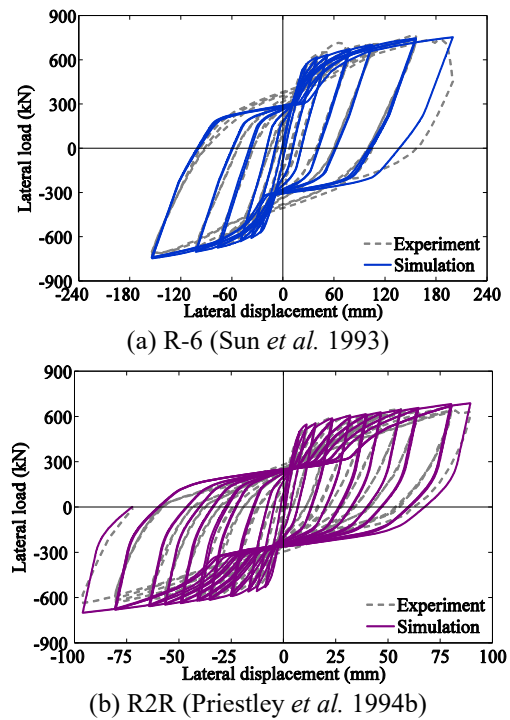 900
600
300
0
-300
-600
-900
Lateral load (kN)
Experiment
Simulation
-240 -180 -120 -60 0 60 120 180 240
Lateral displacement (mm)
(a) R-6 (Sun et al. 1993)
900
600
300
0
-300
-600
-900
Lateral load (kN)
Experiment
Simulation
-100 -75 -50 -25 0 25 50 75 100
Lateral displacement (mm)
(b) R2R (Priestley et al. 1994b)